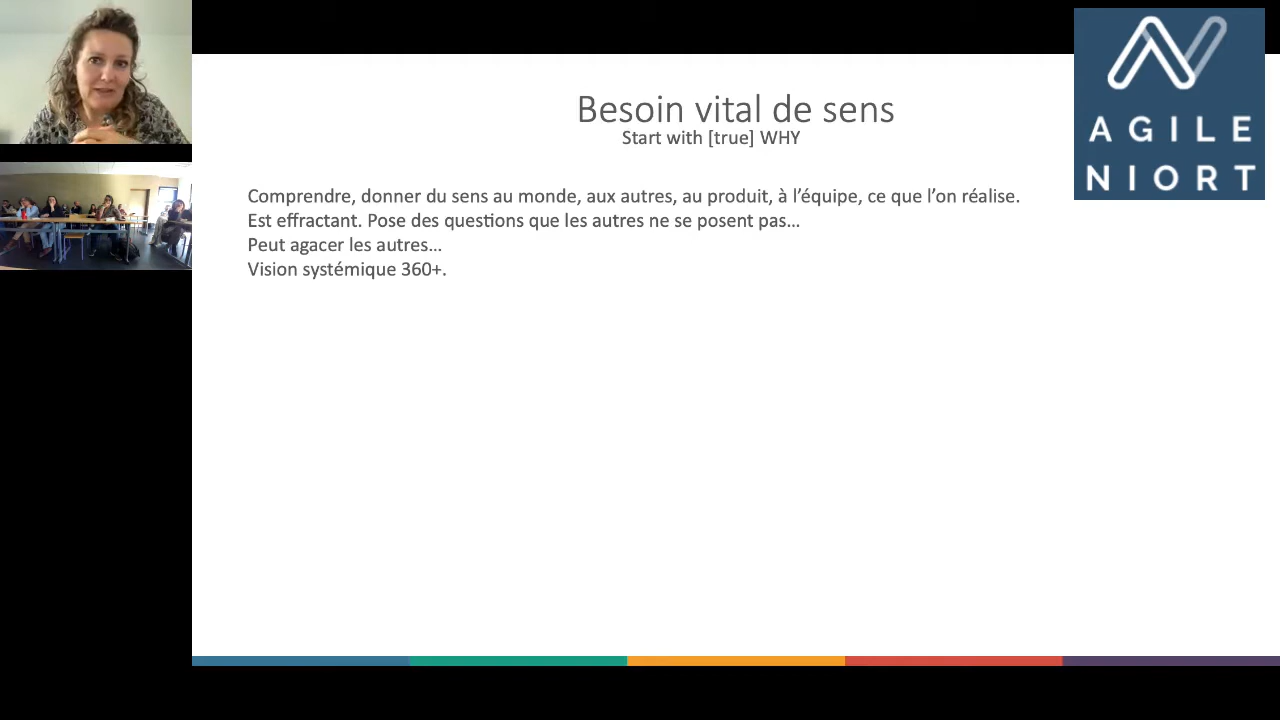 Besoin vital de sens
Start with [true] WHY
Comprendre, donner du sens au monde, aux autres, au produit, à l’équipe, ce que l’on réalise.
Est effractant. Pose des questions que les autres ne se posent pas…
Peut agacer les autres…
Vision systémique 360+.
AGILE
NIORT